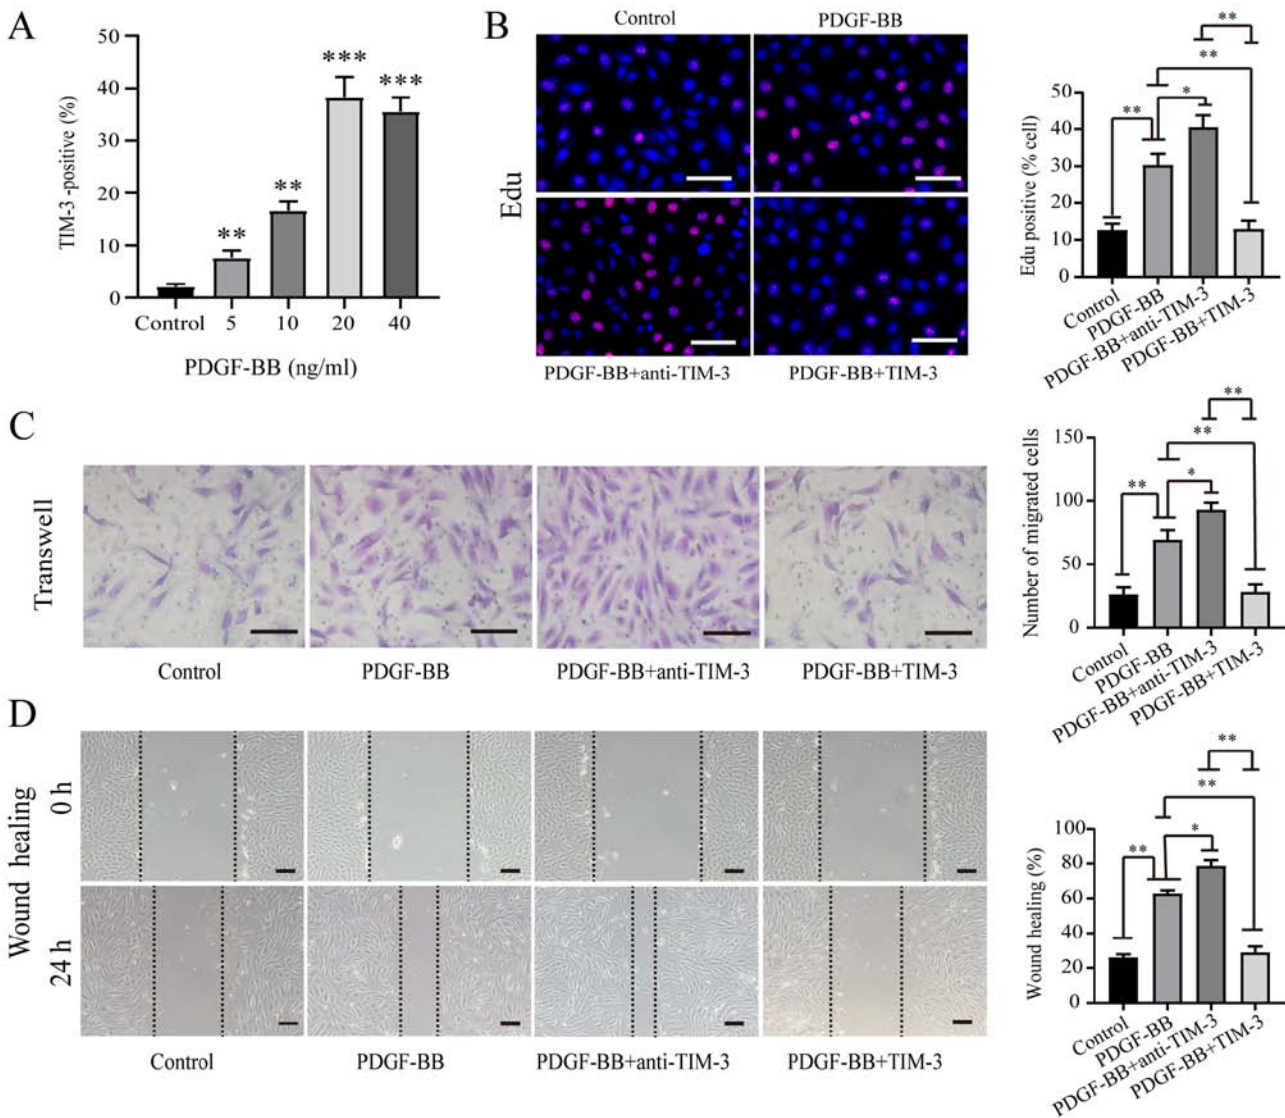 A
50
40
30
20
10
0
TIM-3 -positive (%)
**
**
***
***
Control 5 10 20 40
PDGF-BB (ng/ml)
B
Control PDGF-BB
Edu
PDGF-BB+anti-TIM-3 PDGF-BB+TIM-3
**
**
**
*
50
40
30
20
10
0
Edu positive (% cell)
Control
PDGF-BB
PDGF-BB+anti-TIM-3
PDGF-BB+TIM-3
C
Transwell
Control PDGF-BB PDGF-BB+anti-TIM-3 PDGF-BB+TIM-3
**
**
**
*
150
100
50
0
Number of migrated cells
Control
PDGF-BB
PDGF-BB+anti-TIM-3
PDGF-BB+TIM-3
D
Wound healing
0 h
24 h
Control PDGF-BB PDGF-BB+anti-TIM-3 PDGF-BB+TIM-3
**
**
**
*
100
80
60
40
20
0
Wound healing (%)
Control
PDGF-BB
PDGF-BB+anti-TIM-3
PDGF-BB+TIM-3